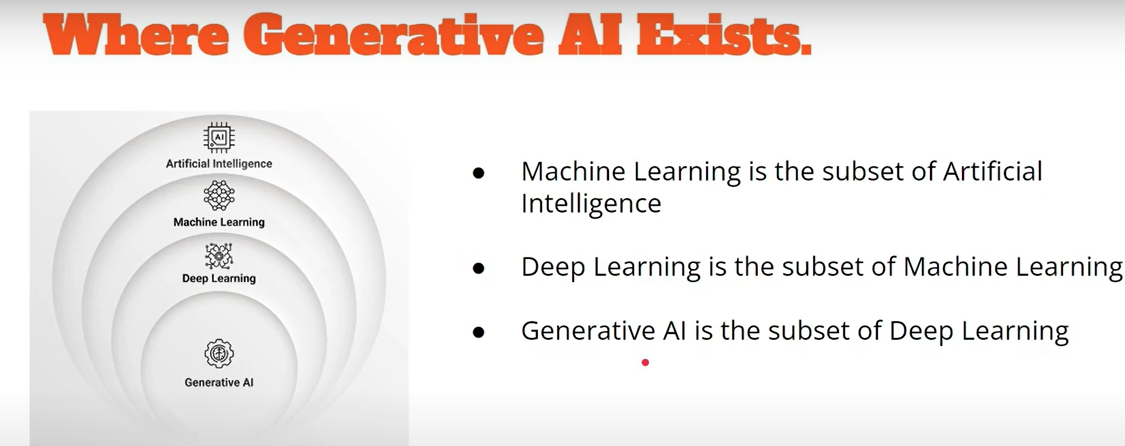 Where Generative AI Exists.
AI
Artificial Intelligence
Machine Learning
Deep Learning
Generative AI
● Machine Learning is the subset of Artificial
Intelligence
● Deep Learning is the subset of Machine Learning
● Generative AI is the subset of Deep Learning